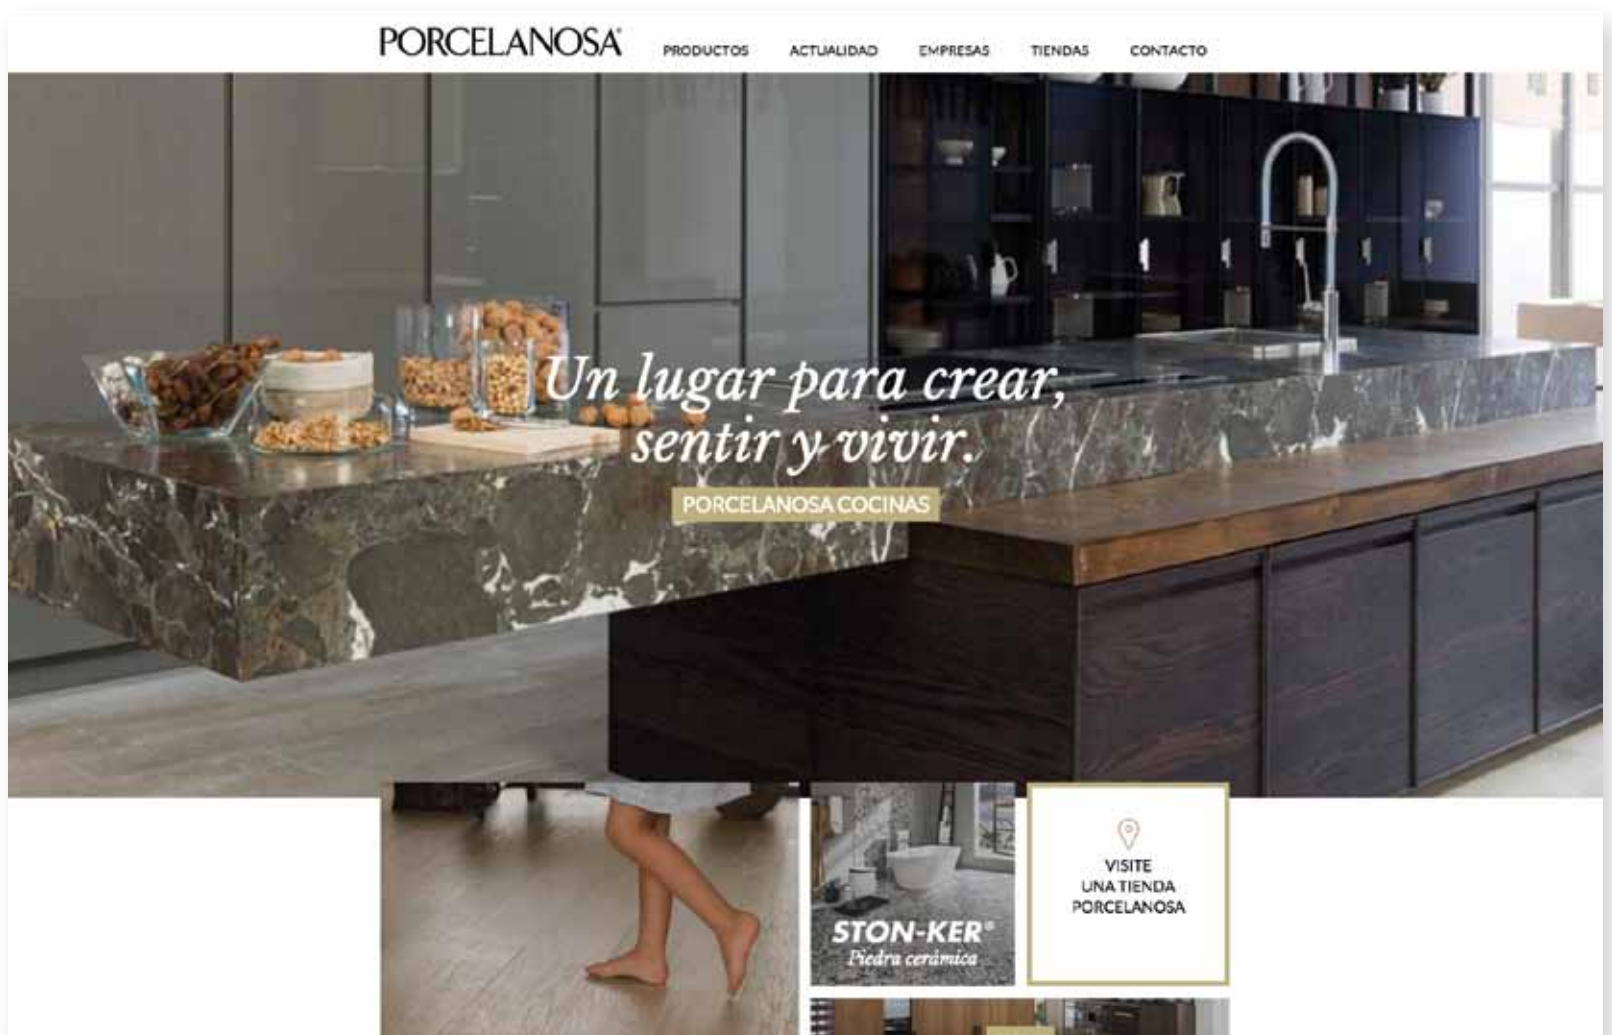 PORCELANOSA®
PRODUCTOS
ACTUALIDAD
EMPRESAS
TIENDAS
CONTACTO
Un lugar para crear,
sentir y vivir.
PORCELANOSA COCINAS
STON-KER®
Piedra cerámica
VISITE
UNA TIENDA
PORCELANOSA